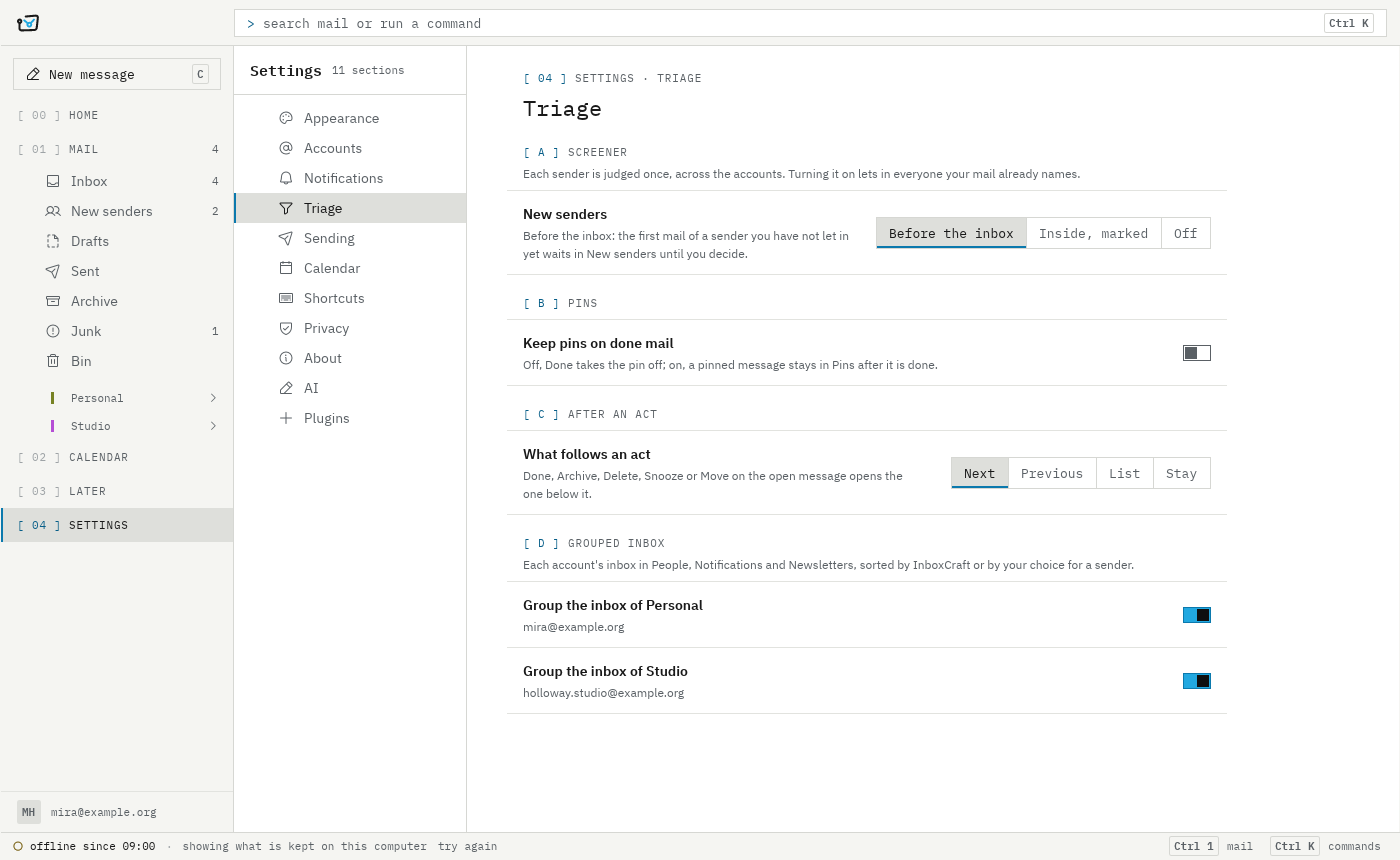 > search mail or run a command Ctrl K
New message C
[ 00 ] HOME
[ 01 ] MAIL 4
Inbox 4
New senders 2
Drafts
Sent
Archive
Junk 1
Bin
Personal
Studio
[ 02 ] CALENDAR
[ 03 ] LATER
[ 04 ] SETTINGS
MH mira@example.org
Settings 11 sections
Appearance
Accounts
Notifications
Triage
Sending
Calendar
Shortcuts
Privacy
About
AI
Plugins
[ 04 ] SETTINGS · TRIAGE
Triage
[ A ] SCREENER
Each sender is judged once, across the accounts. Turning it on lets in everyone your mail already names.
New senders
Before the inbox: the first mail of a sender you have not let in
yet waits in New senders until you decide.
Before the inbox Inside, marked Off
[ B ] PINS
Keep pins on done mail
Off, Done takes the pin off; on, a pinned message stays in Pins after it is done.
[ C ] AFTER AN ACT
What follows an act
Done, Archive, Delete, Snooze or Move on the open message opens the
one below it.
Next Previous List Stay
[ D ] GROUPED INBOX
Each account's inbox in People, Notifications and Newsletters, sorted by InboxCraft or by your choice for a sender.
Group the inbox of Personal
mira@example.org
Group the inbox of Studio
holloway.studio@example.org
offline since 09:00 · showing what is kept on this computer try again
Ctrl 1 mail Ctrl K commands